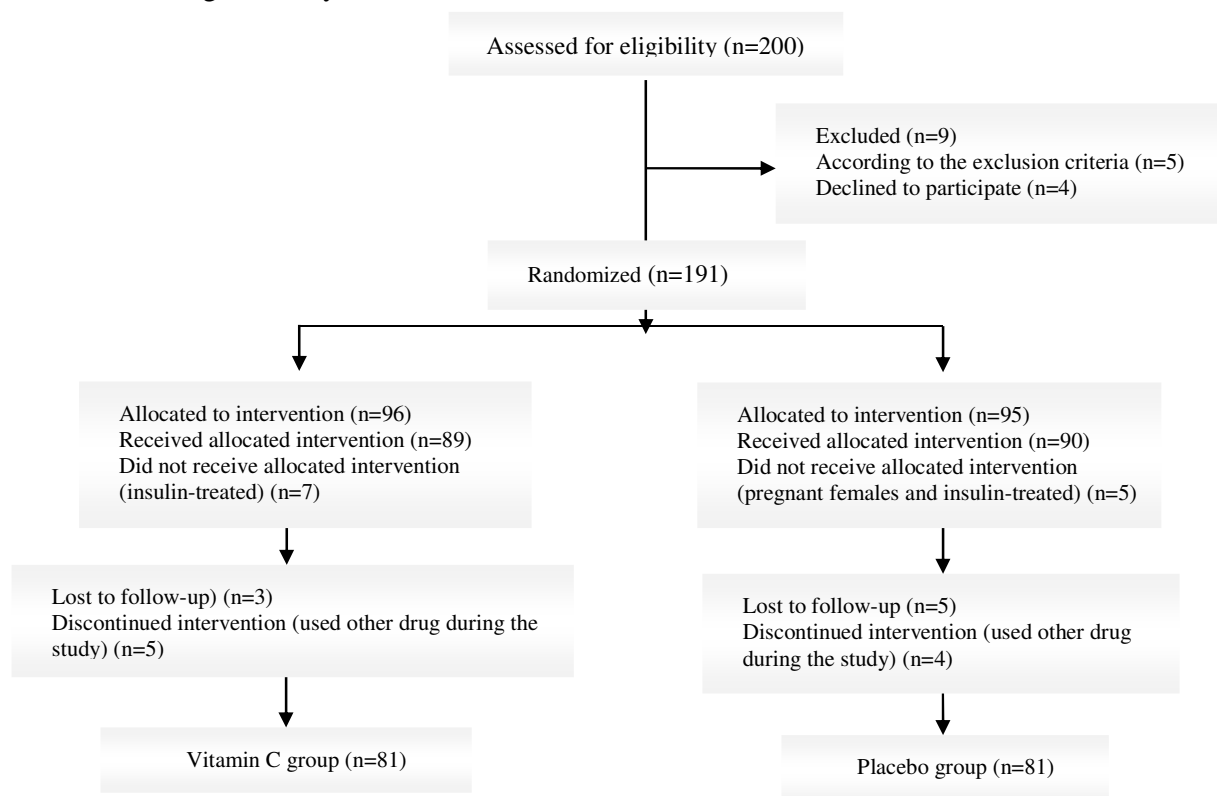 Assessed for eligibility (n=200)
Excluded (n=9)
According to the exclusion criteria (n=5)
Declined to participate (n=4)
Randomized (n=191)
Allocated to intervention (n=96)
Received allocated intervention (n=89)
Did not receive allocated intervention
(insulin-treated) (n=7)
Allocated to intervention (n=95)
Received allocated intervention (n=90)
Did not receive allocated intervention
(pregnant females and insulin-treated) (n=5)
Lost to follow-up) (n=3)
Discontinued intervention (used other drug during the
study) (n=5)
Lost to follow-up (n=5)
Discontinued intervention (used other drug
during the study) (n=4)
Vitamin C group (n=81)
Placebo group (n=81)